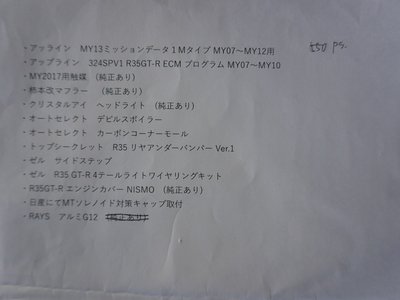 550 ps.
・アッライン　MY13ミッションデータ1Mタイプ MY07～MY12用
・アップライン　324SPV1 R35GT-R ECM プログラム MY07～MY10
・MY2017用触媒　(純正あり)
・柿本改マフラー　(純正あり)
・クリスタルアイ　ヘッドライト　(純正あり)
・オートセレクト　デビルスポイラー
・オートセレクト　カーボンコーナーモール
・トップシークレット　R35 リヤアンダーバンパー Ver.1
・ゼル　サイドステップ
・ゼル　R35 GT-R 4テールライトワイヤリングキット
・R35GT-R エンジンカバー NISMO　(純正あり)
・日産にてMTソレノイド対策キャップ取付
・RAYS　アルミG12　(純正あり)